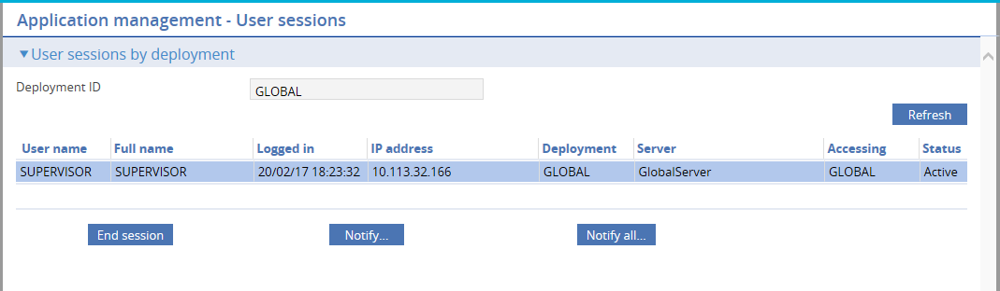 Application management - User sessions
▼User sessions by deployment
Deployment ID GLOBAL
Refresh
User name Full name Logged in IP address Deployment Server Accessing Status
SUPERVISOR SUPERVISOR 20/02/17 18:23:32 10.113.32.166 GLOBAL GlobalServer GLOBAL Active
End session Notify... Notify all...